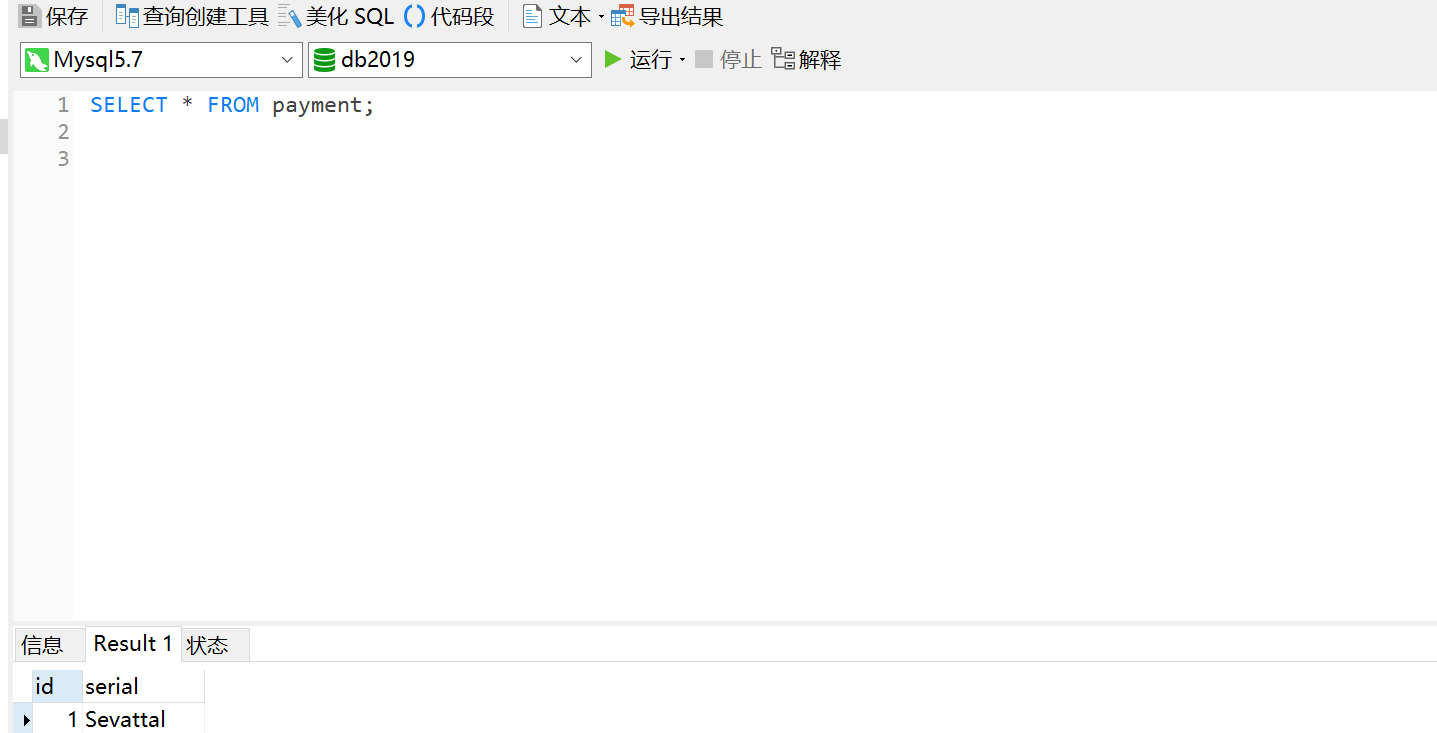 保存 查询创建工具 美化 SQL () 代码段 文本 导出结果
Mysql5.7 db2019 运行 停止 解释
1 SELECT * FROM payment;
2
3
信息 Result 1 状态
id serial
1 Sevattal